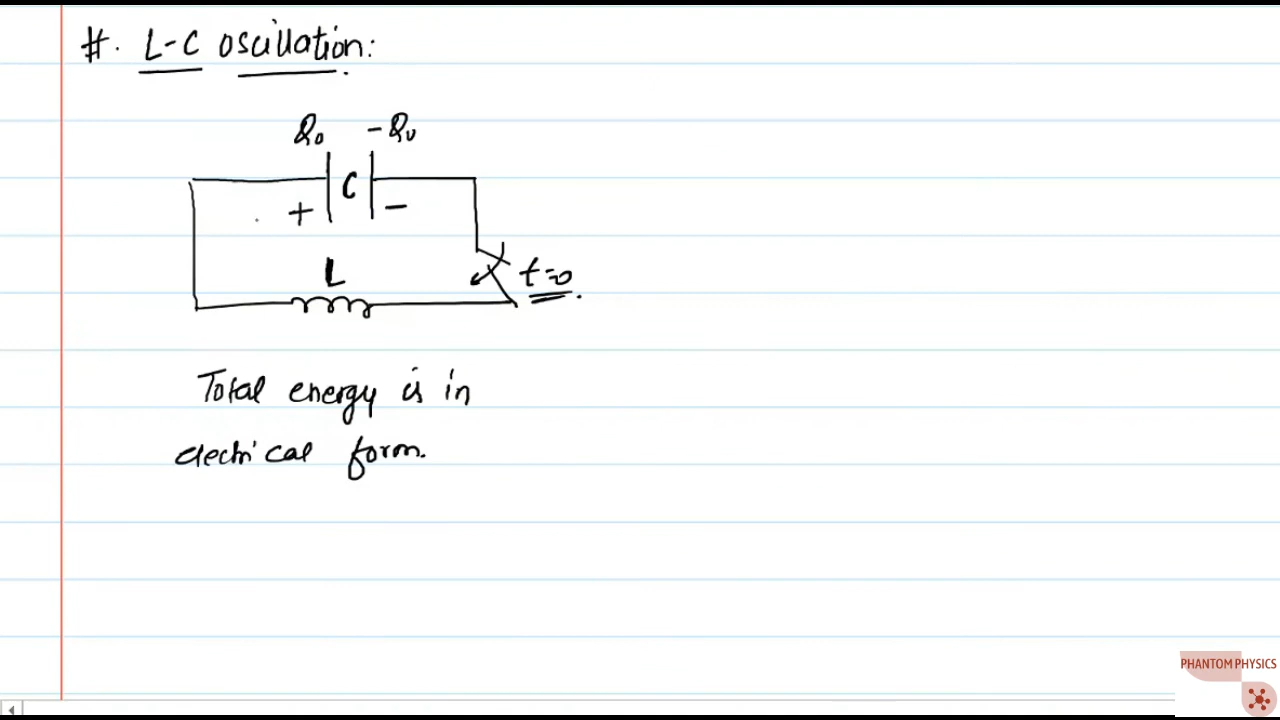 #. L-C oscillation:
Q₀ -Q₀
C
+ -
L
t=0
Total energy is in
electrical form.
PHANTOM PHYSICS